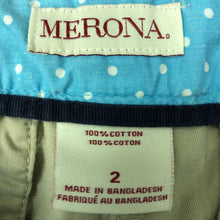 MERONA.
100% COTTON
100% COTON
2
MADE IN BANGLADESH
FABRIQUÉ AU BANGLADESH